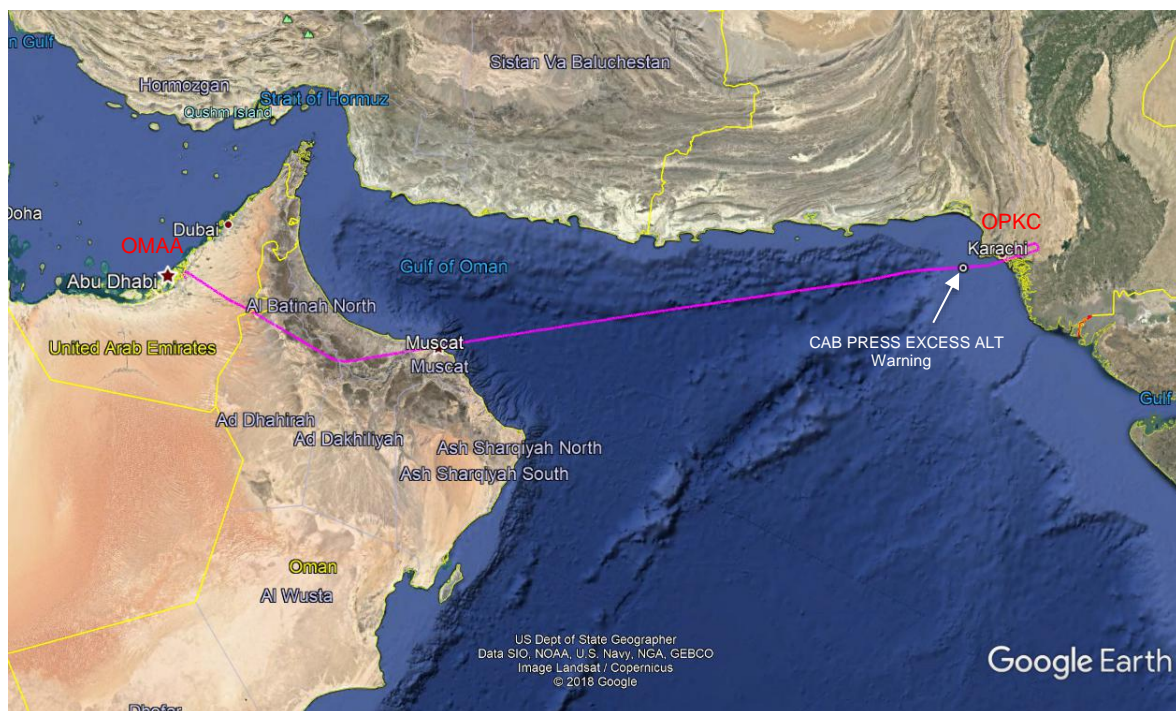 n Gulf
Sistan Va Baluchestan
Hormozgan
Strait of Hormuz
Qushm Island
Doha
Dubai
OMAA
OPKC
Karachi
Abu Dhabi
Gulf of Oman
Al Batinah North
United Arab Emirates
Muscat
Muscat
CAB PRESS EXCESS ALT
Warning
Gulf
Ad Dhahirah
Ad Dakhiliyah
Ash Sharqiyah North
Ash Sharqiyah South
Oman
Al Wusta
US Dept of State Geographer
Data SIO, NOAA, U.S. Navy, NGA, GEBCO
Image Landsat / Copernicus
© 2018 Google
Google Earth
Dhofar